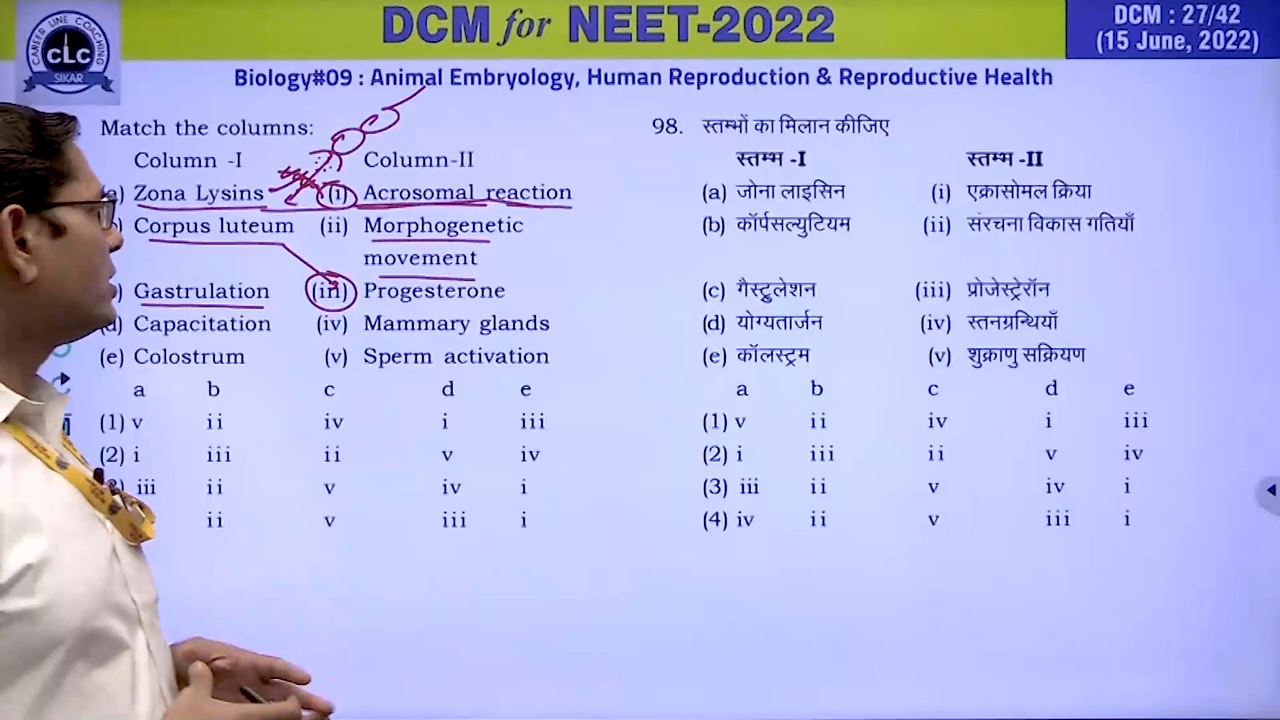 CAREER LINE COACHING
CLC
SIKAR
DCM for NEET-2022
DCM : 27/42
(15 June, 2022)
Biology#09 : Animal Embryology, Human Reproduction & Reproductive Health
Match the columns:
Column -I Column-II
Zona Lysins (i) Acrosomal reaction
Corpus luteum (ii) Morphogenetic
movement
Gastrulation (iii) Progesterone
Capacitation (iv) Mammary glands
(e) Colostrum (v) Sperm activation
a b c d e
(1) v ii iv i iii
(2) i iii ii v iv
iii ii v iv i
ii v iii i
98. स्तम्भों का मिलान कीजिए
स्तम्भ -I स्तम्भ -II
(a) जोना लाइसिन (i) एक्रासोमल क्रिया
(b) कॉर्पसल्युटियम (ii) संरचना विकास गतियाँ
(c) गैस्ट्रुलेशन (iii) प्रोजेस्ट्रेरॉन
(d) योग्यतार्जन (iv) स्तनग्रन्थियाँ
(e) कॉलस्ट्रम (v) शुक्राणु सक्रियण
a b c d e
(1) v ii iv i iii
(2) i iii ii v iv
(3) iii ii v iv i
(4) iv ii v iii i